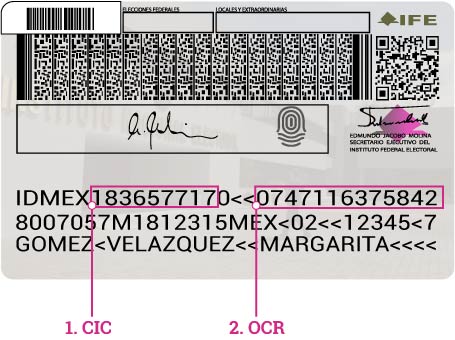 ELECCIONES FEDERALES
LOCALES Y EXTRAORDINARIAS
IFE
EDMUNDO JACOBO MOLINA
SECRETARIO EJECUTIVO DEL
INSTITUTO FEDERAL ELECTORAL
IDMEX1836577170<<0747116375842
8007057M1812315MEX<02<<12345<7
GOMEZ<VELAZQUEZ<<MARGARITA<<<<
1. CIC
2. OCR